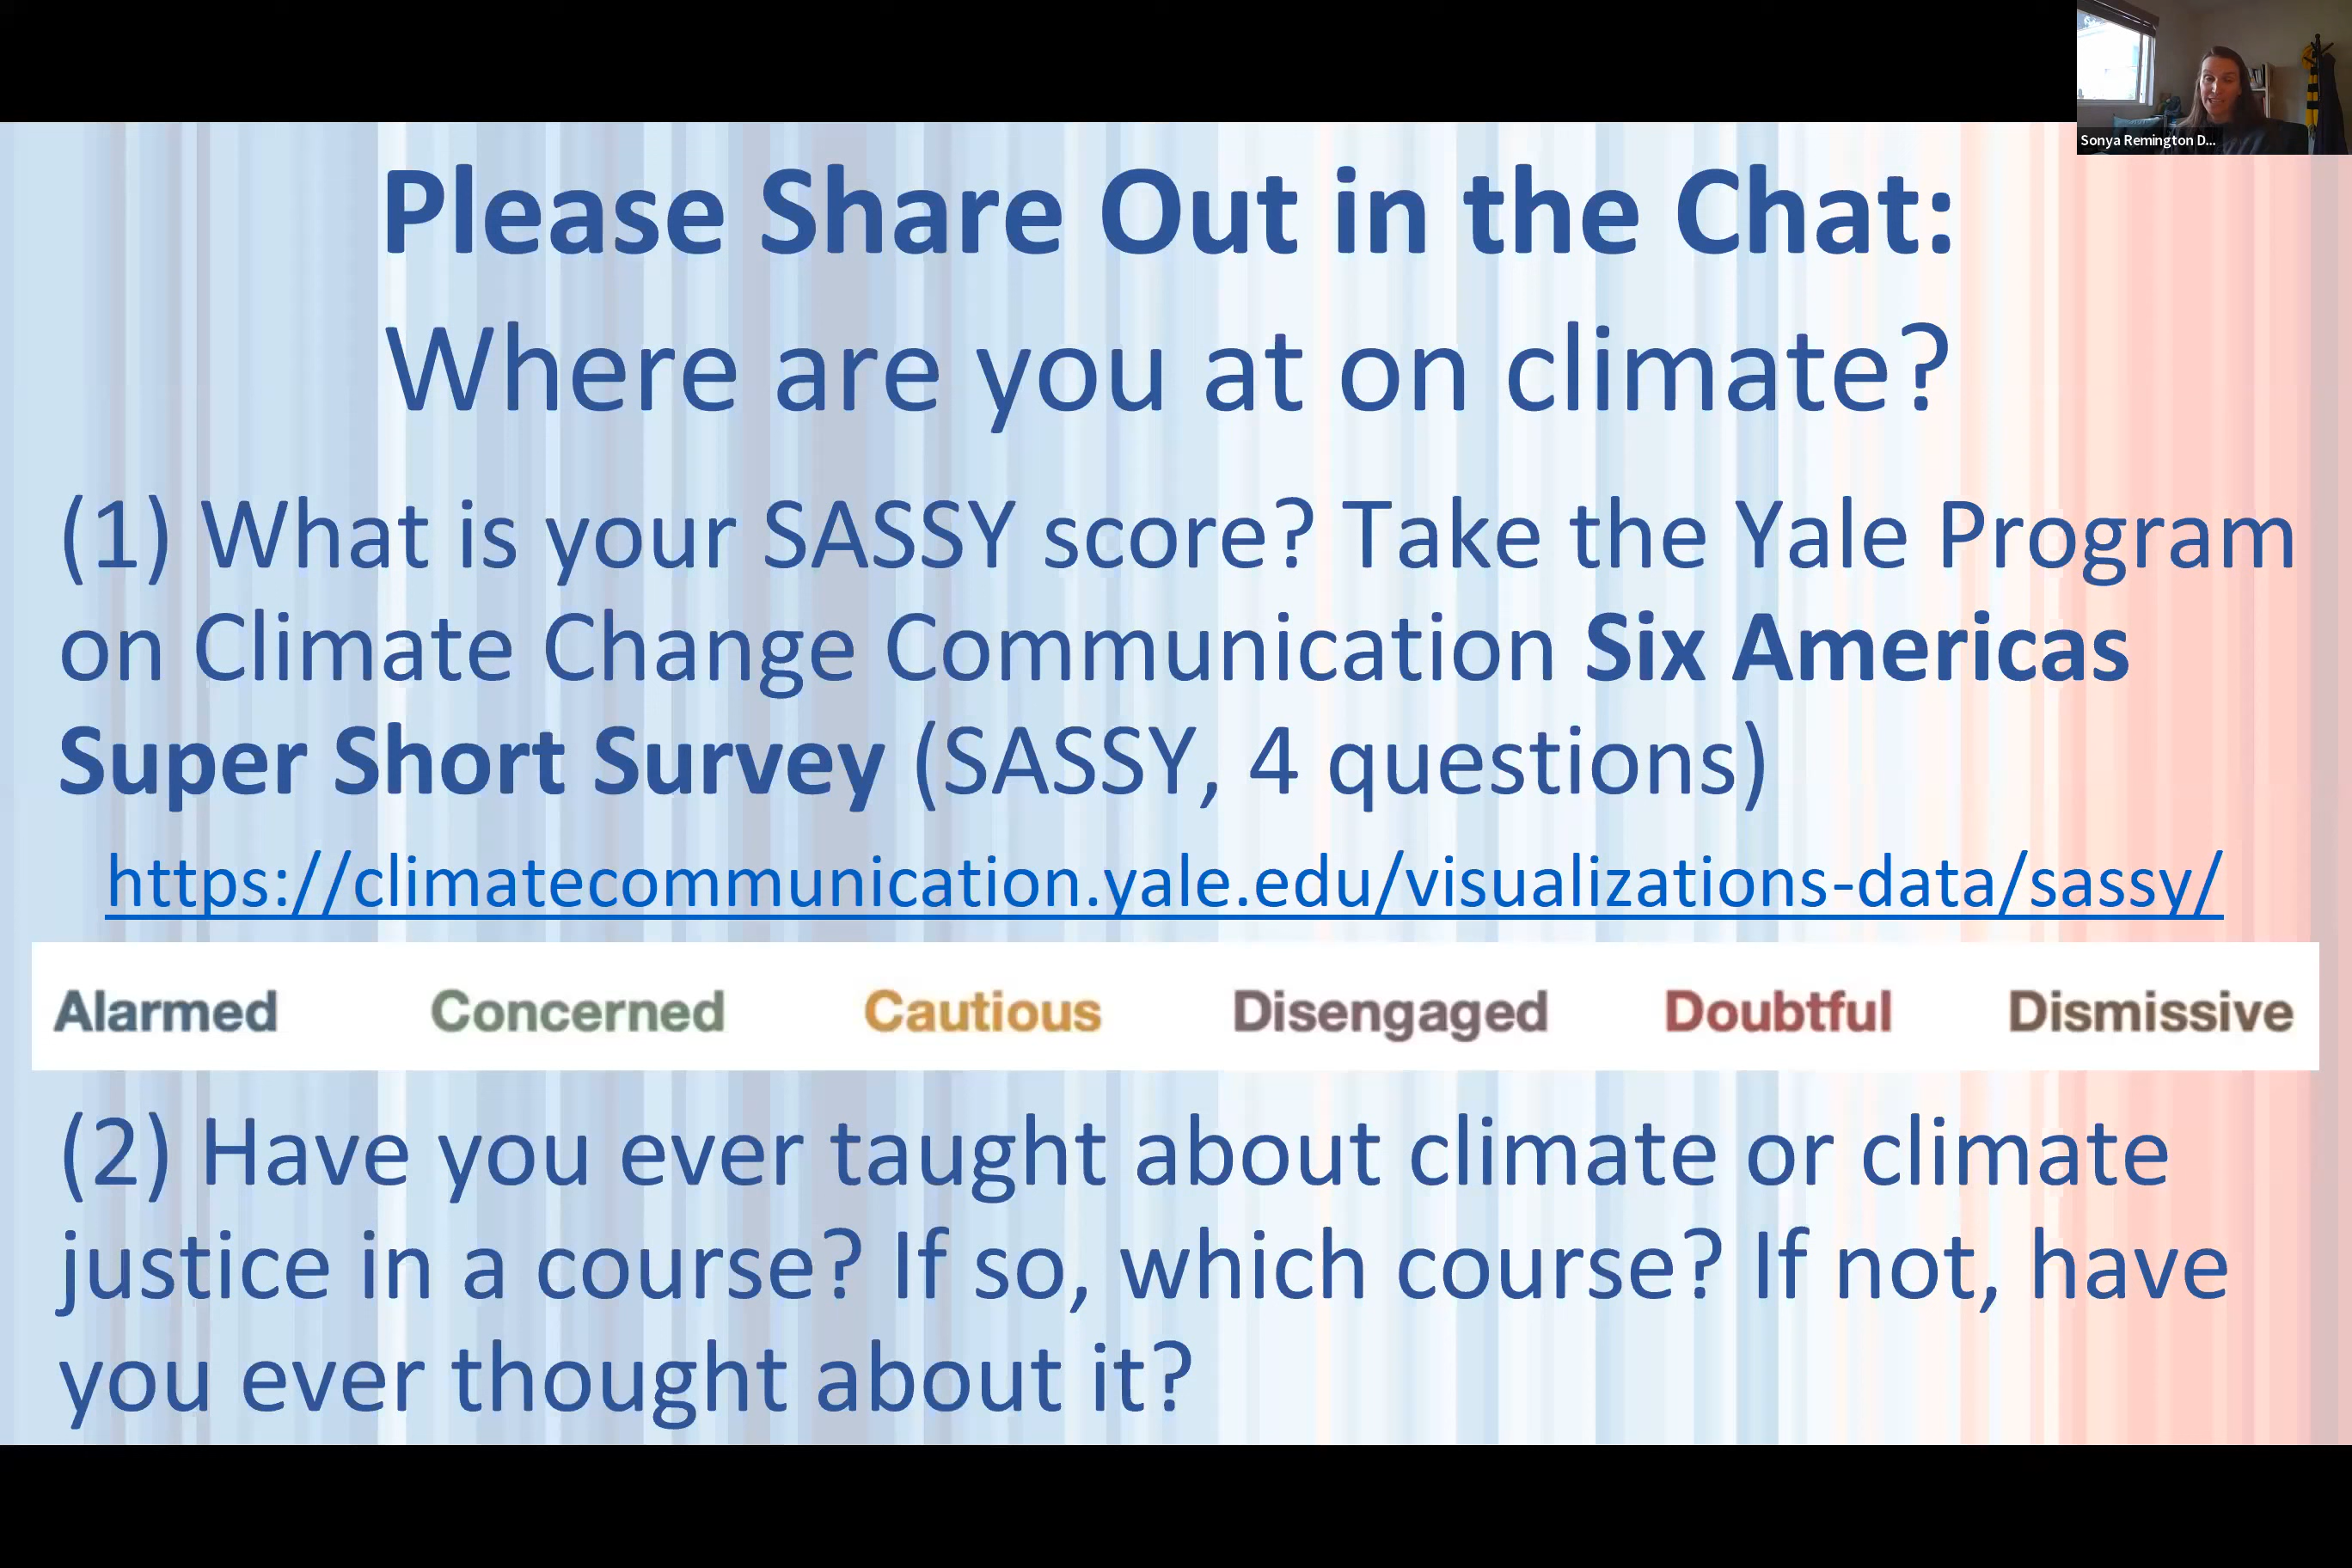 Sonya Remington D...
Please Share Out in the Chat:
Where are you at on climate?
(1) What is your SASSY score? Take the Yale Program
on Climate Change Communication Six Americas
Super Short Survey (SASSY, 4 questions)
https://climatecommunication.yale.edu/visualizations-data/sassy/
Alarmed Concerned Cautious Disengaged Doubtful Dismissive
(2) Have you ever taught about climate or climate
justice in a course? If so, which course? If not, have
you ever thought about it?